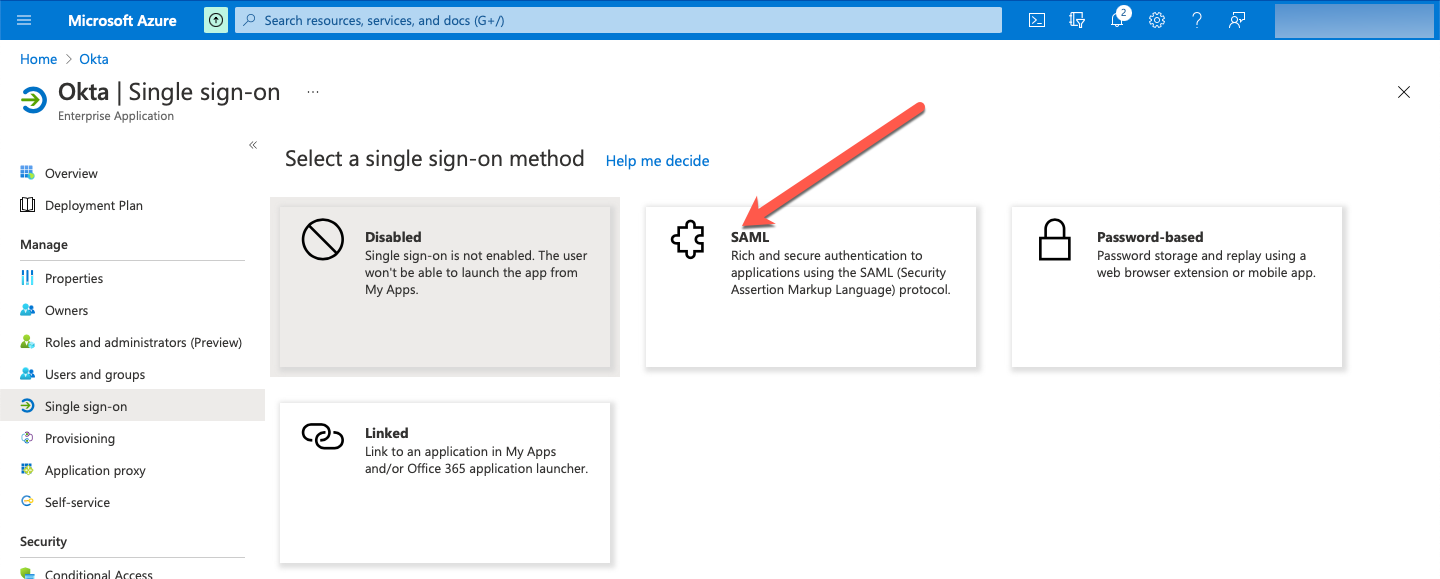 Microsoft Azure
Search resources, services, and docs (G+/)
2
Home > Okta
Okta | Single sign-on ...
Enterprise Application
«
Overview
Deployment Plan
Manage
Properties
Owners
Roles and administrators (Preview)
Users and groups
Single sign-on
Provisioning
Application proxy
Self-service
Security
Conditional Access
Select a single sign-on method Help me decide
Disabled
Single sign-on is not enabled. The user
won't be able to launch the app from
My Apps.
SAML
Rich and secure authentication to
applications using the SAML (Security
Assertion Markup Language) protocol.
Password-based
Password storage and replay using a
web browser extension or mobile app.
Linked
Link to an application in My Apps
and/or Office 365 application launcher.